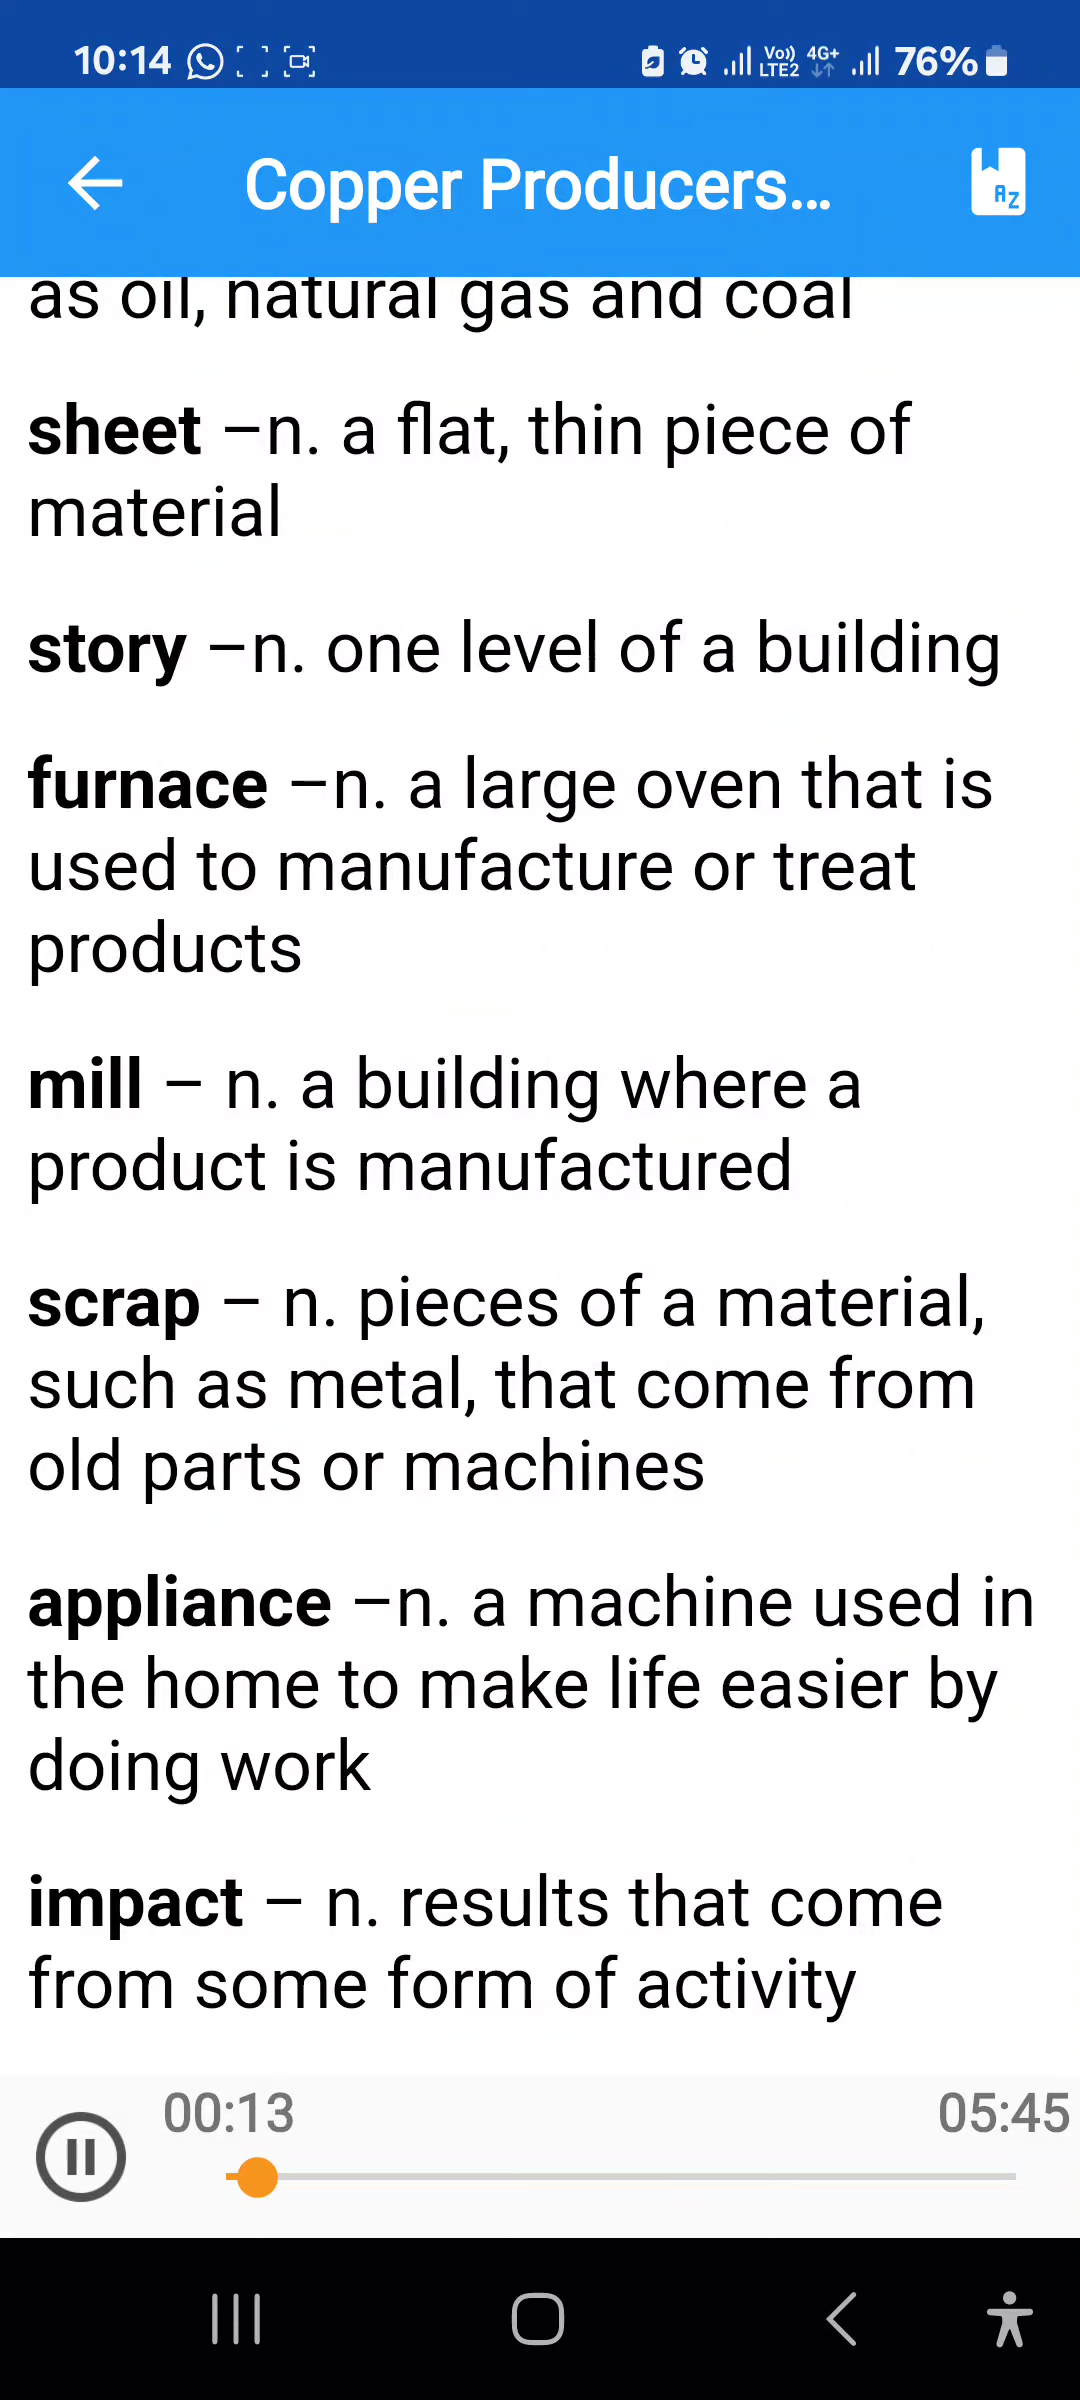 10:14
Vo))
LTE2
4G+
76%
Copper Producers...
AZ
as oil, natural gas and coal
sheet –n. a flat, thin piece of
material
story –n. one level of a building
furnace –n. a large oven that is
used to manufacture or treat
products
mill – n. a building where a
product is manufactured
scrap – n. pieces of a material,
such as metal, that come from
old parts or machines
appliance –n. a machine used in
the home to make life easier by
doing work
impact – n. results that come
from some form of activity
00:13
05:45